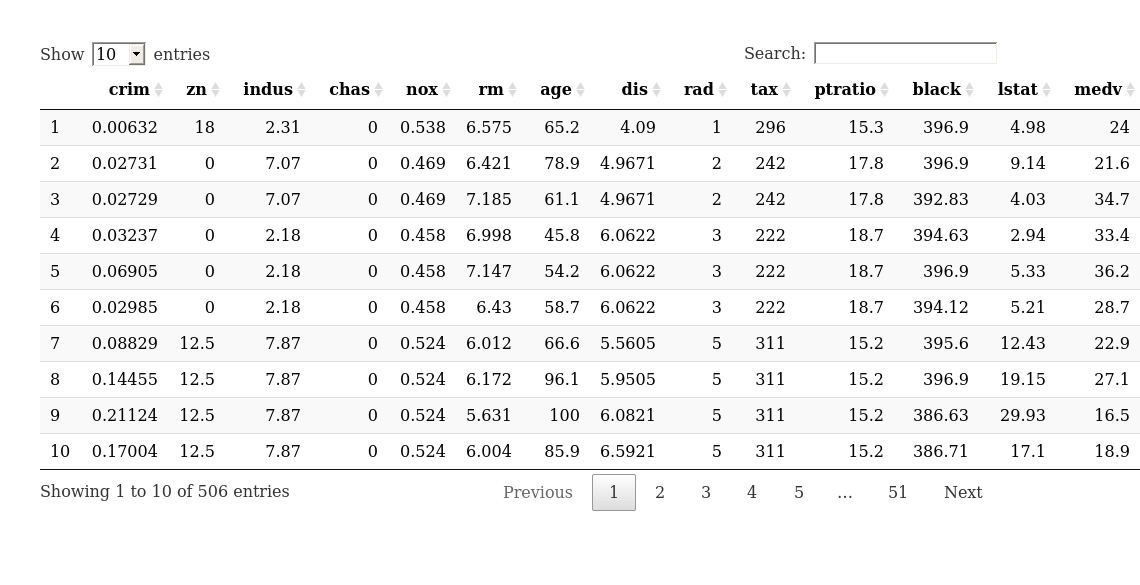 Show 10 entries Search:
crim zn indus chas nox rm age dis rad tax ptratio black lstat medv
1 0.00632 18 2.31 0 0.538 6.575 65.2 4.09 1 296 15.3 396.9 4.98 24
2 0.02731 0 7.07 0 0.469 6.421 78.9 4.9671 2 242 17.8 396.9 9.14 21.6
3 0.02729 0 7.07 0 0.469 7.185 61.1 4.9671 2 242 17.8 392.83 4.03 34.7
4 0.03237 0 2.18 0 0.458 6.998 45.8 6.0622 3 222 18.7 394.63 2.94 33.4
5 0.06905 0 2.18 0 0.458 7.147 54.2 6.0622 3 222 18.7 396.9 5.33 36.2
6 0.02985 0 2.18 0 0.458 6.43 58.7 6.0622 3 222 18.7 394.12 5.21 28.7
7 0.08829 12.5 7.87 0 0.524 6.012 66.6 5.5605 5 311 15.2 395.6 12.43 22.9
8 0.14455 12.5 7.87 0 0.524 6.172 96.1 5.9505 5 311 15.2 396.9 19.15 27.1
9 0.21124 12.5 7.87 0 0.524 5.631 100 6.0821 5 311 15.2 386.63 29.93 16.5
10 0.17004 12.5 7.87 0 0.524 6.004 85.9 6.5921 5 311 15.2 386.71 17.1 18.9
Showing 1 to 10 of 506 entries Previous 1 2 3 4 5 … 51 Next